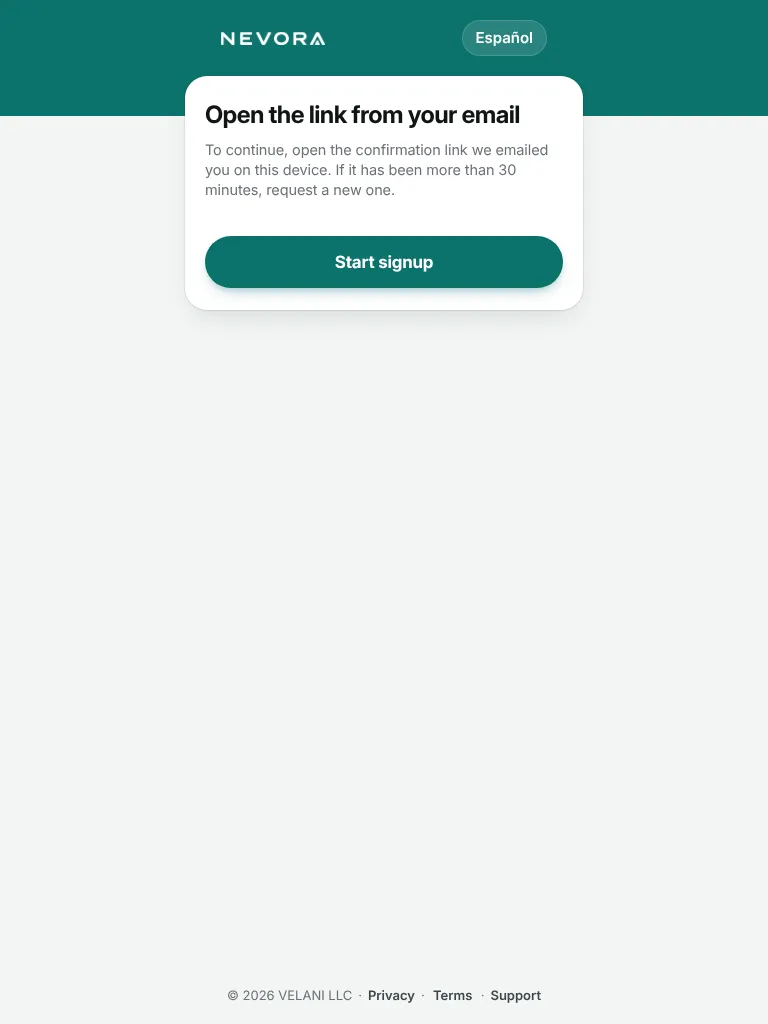 NEVORA
Español
Open the link from your email
To continue, open the confirmation link we emailed
you on this device. If it has been more than 30
minutes, request a new one.
Start signup
© 2026 VELANI LLC · Privacy · Terms · Support